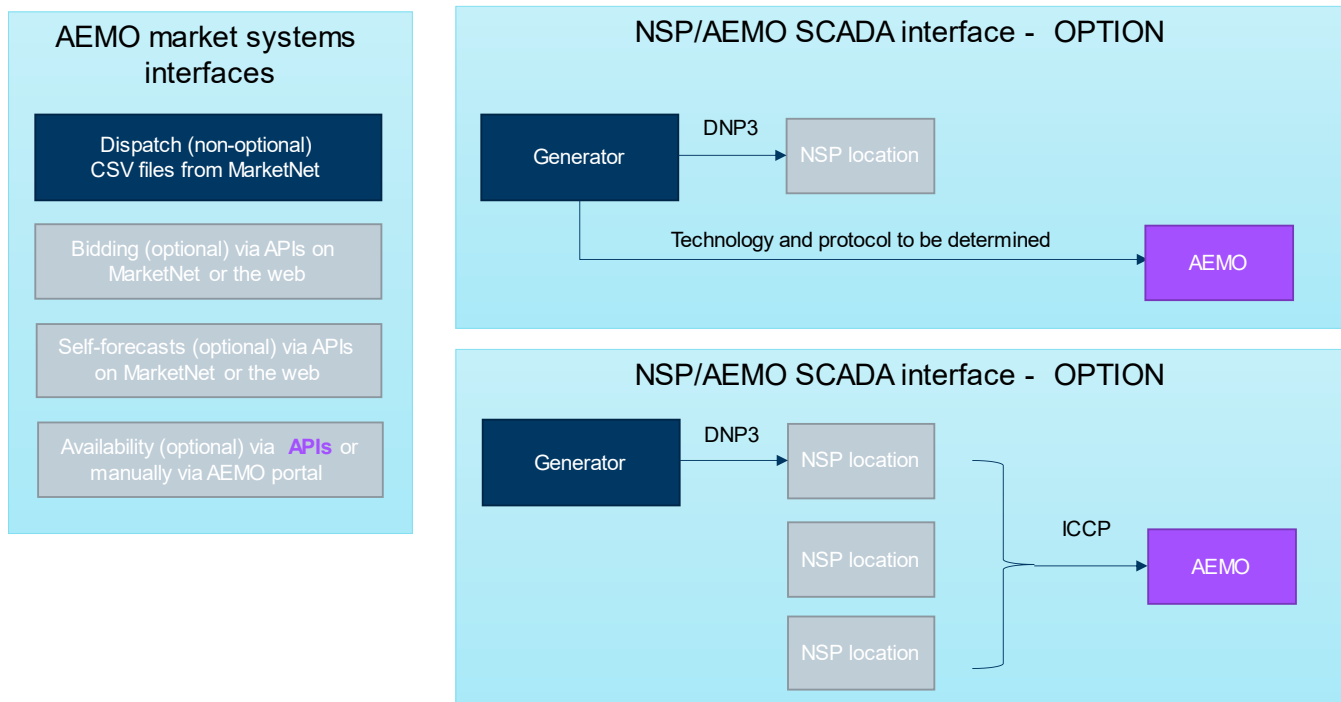 AEMO market systems
interfaces
Dispatch (non-optional)
CSV files from MarketNet
Bidding (optional) via APIs on
MarketNet or the web
Self-forecasts (optional) via APIs
on MarketNet or the web
Availability (optional) via APIs or
manually via AEMO portal
NSP/AEMO SCADA interface - OPTION
Generator
DNP3
NSP location
Technology and protocol to be determined
AEMO
NSP/AEMO SCADA interface - OPTION
Generator
DNP3
NSP location
NSP location
NSP location
ICCP
AEMO